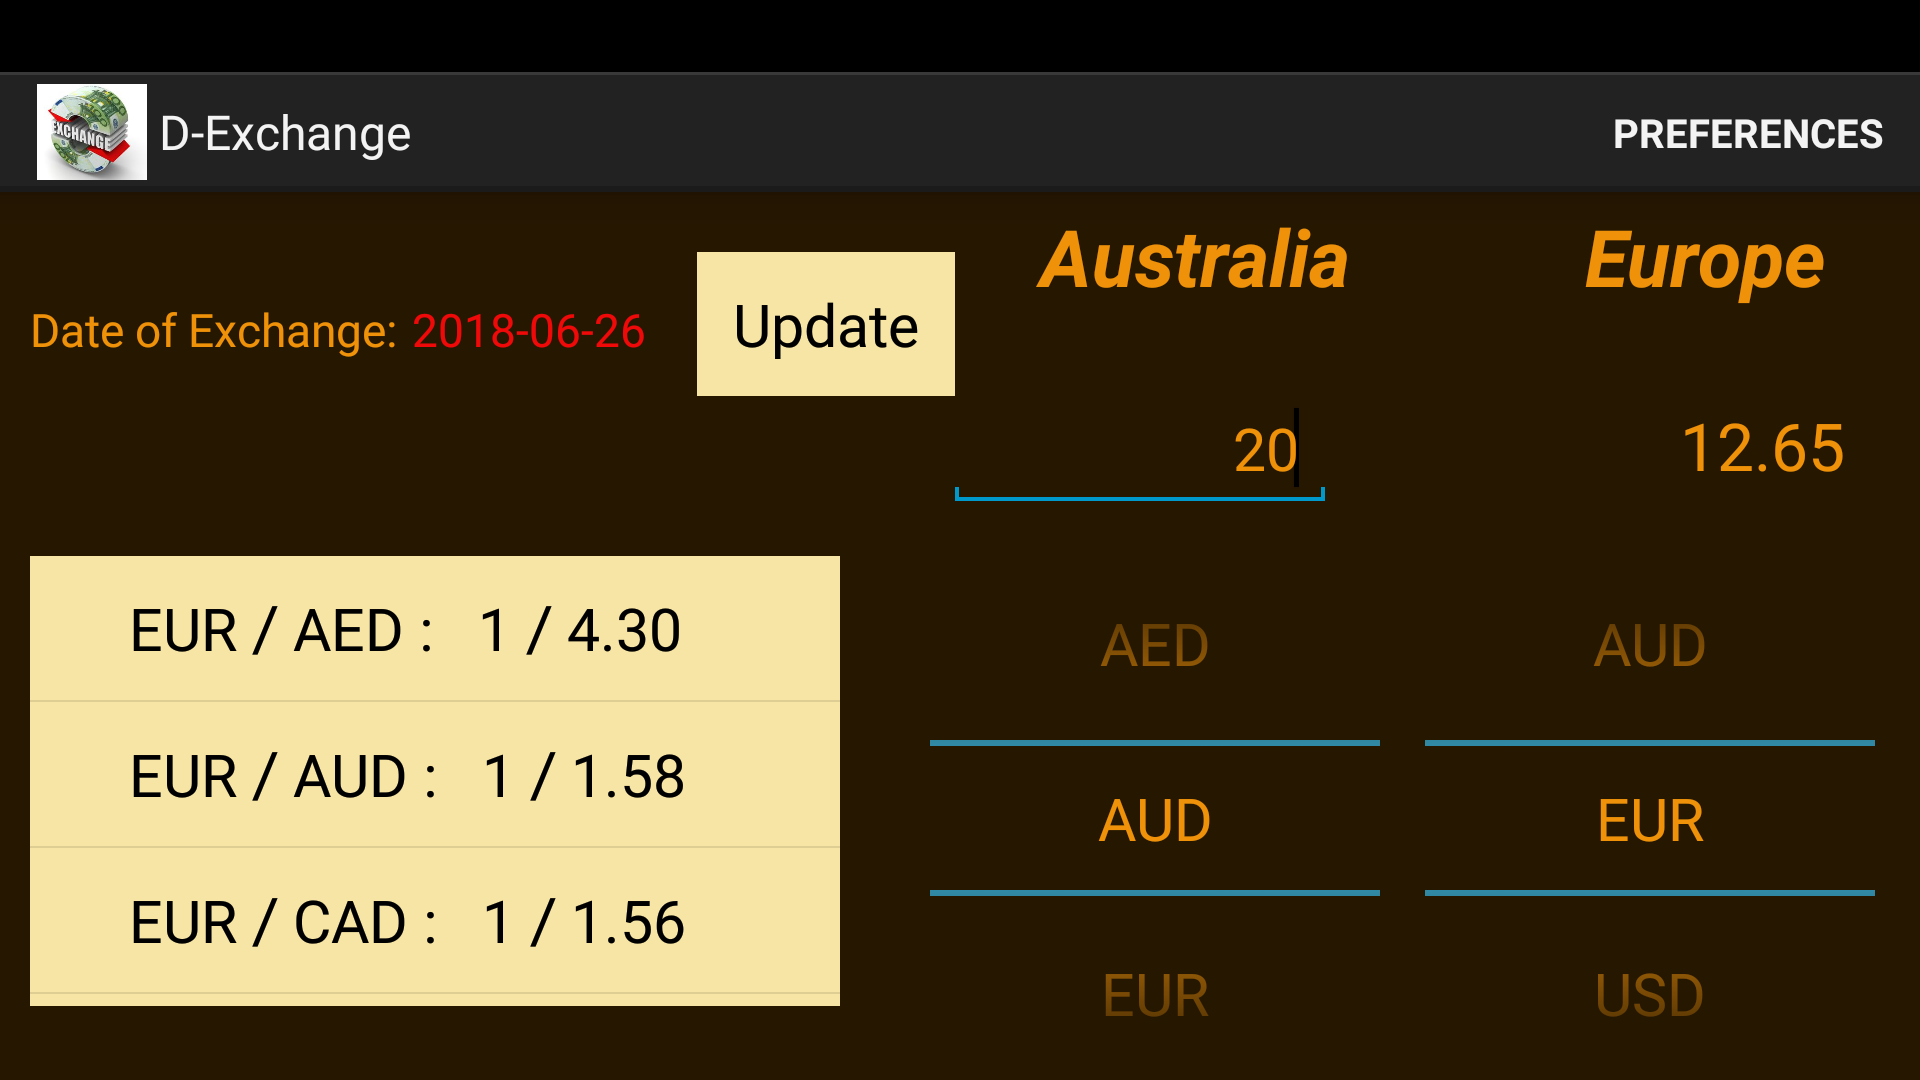 EXCHANGE
D-Exchange
PREFERENCES
Date of Exchange: 2018-06-26
Update
Australia
Europe
20
12.65
EUR / AED : 1 / 4.30
EUR / AUD : 1 / 1.58
EUR / CAD : 1 / 1.56
AED
AUD
EUR
AUD
EUR
USD